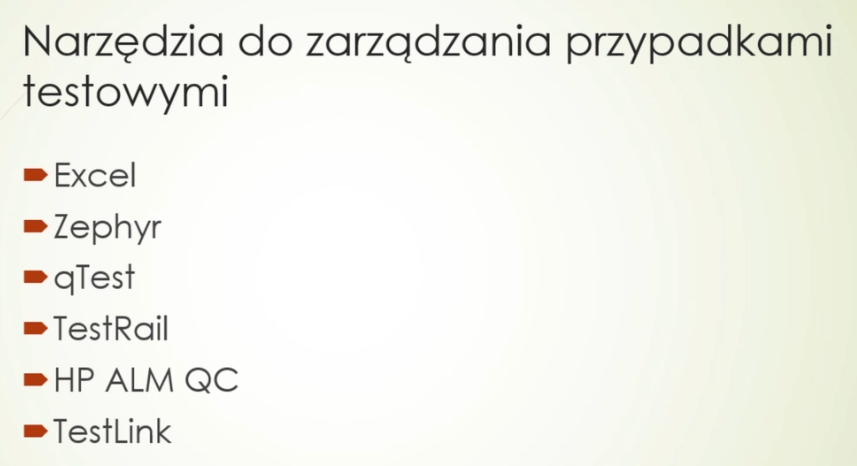 Narzędzia do zarządzania przypadkami
testowymi
Excel
Zephyr
qTest
TestRail
HP ALM QC
TestLink